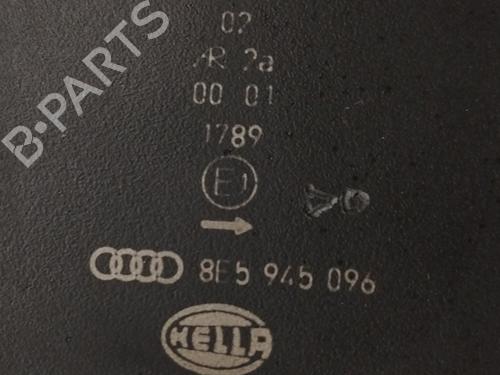 B-PARTS
02
AR 2a
00 01
1789
E1
8E5 945 096
HELLA